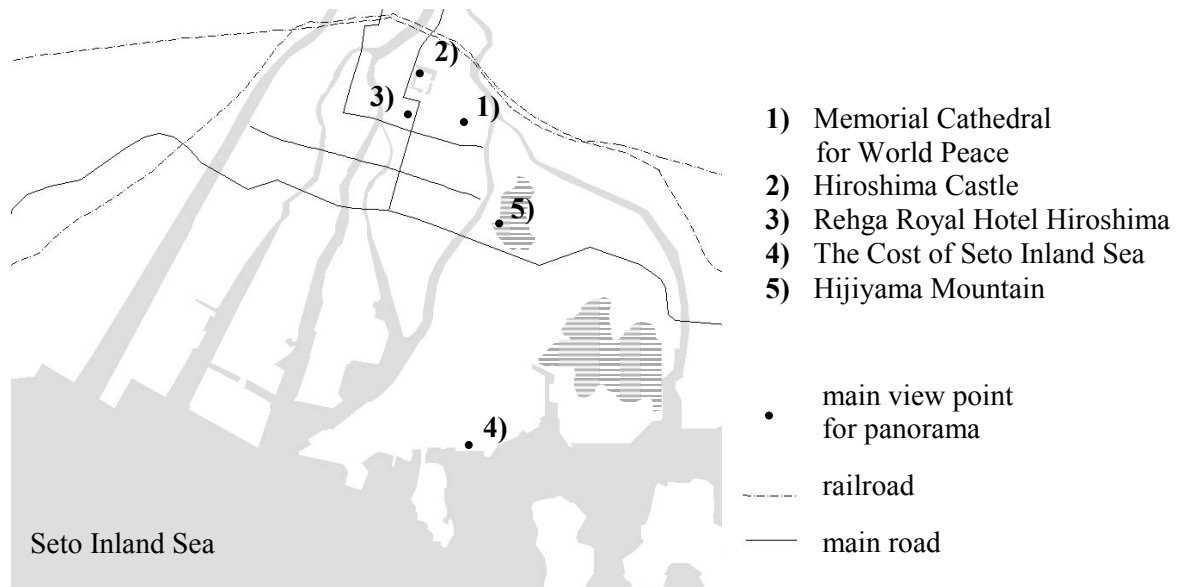 2)
3)
1)
5)
4)
Seto Inland Sea
1) Memorial Cathedral
for World Peace
2) Hiroshima Castle
3) Rehga Royal Hotel Hiroshima
4) The Cost of Seto Inland Sea
5) Hijiyama Mountain
main view point
for panorama
railroad
main road